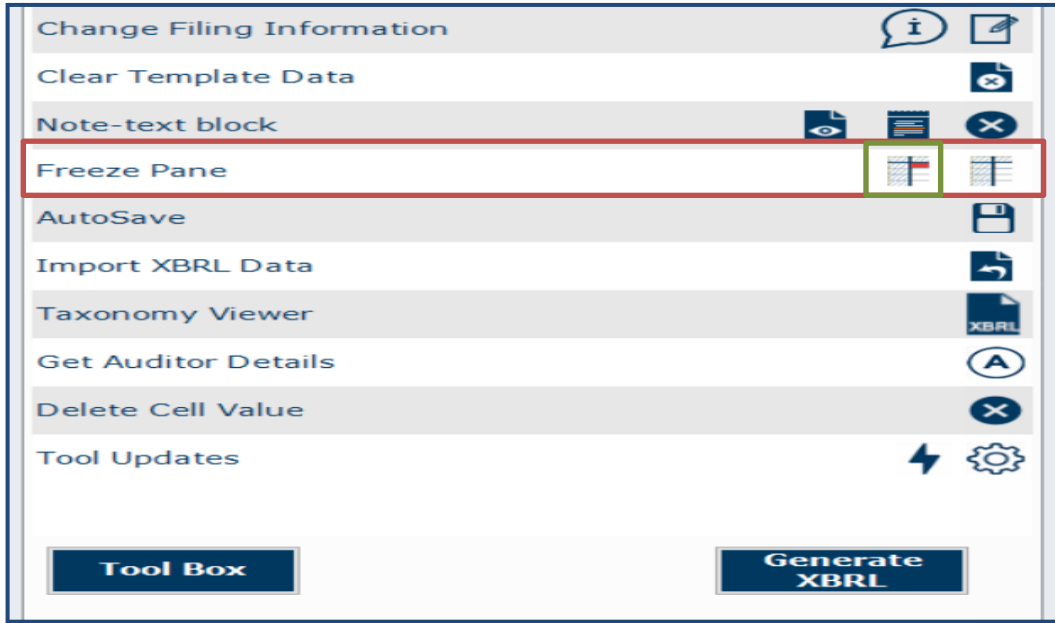 Change Filing Information i
Clear Template Data
Note-text block
Freeze Pane
AutoSave
Import XBRL Data
Taxonomy Viewer XBRL
Get Auditor Details A
Delete Cell Value
Tool Updates
Tool Box
Generate
XBRL